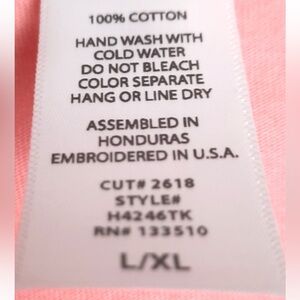 100% COTTON
HAND WASH WITH
COLD WATER
DO NOT BLEACH
COLOR SEPARATE
HANG OR LINE DRY
ASSEMBLED IN
HONDURAS
EMBROIDERED IN U.S.A.
CUT# 2618
STYLE#
H4246TK
RN# 133510
L/XL